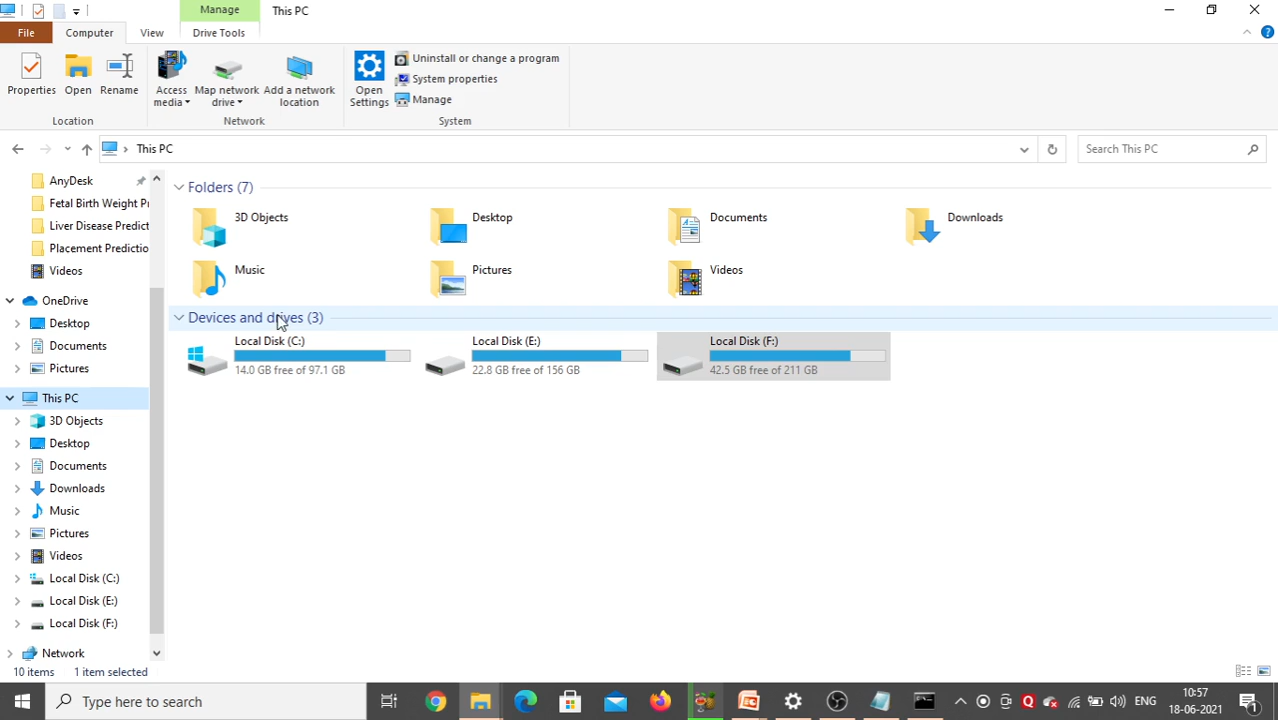 Manage
This PC
File
Computer
View
Drive Tools
Properties
Open
Rename
Access media
Map network drive
Add a network location
Open Settings
Uninstall or change a program
System properties
Manage
Location
Network
System
This PC
Search This PC
AnyDesk
Fetal Birth Weight Pr
Liver Disease Predict
Placement Predictio
Videos
OneDrive
Desktop
Documents
Pictures
This PC
3D Objects
Desktop
Documents
Downloads
Music
Pictures
Videos
Local Disk (C:)
Local Disk (E:)
Local Disk (F:)
Network
Folders (7)
3D Objects
Desktop
Documents
Downloads
Music
Pictures
Videos
Devices and drives (3)
Local Disk (C:)
14.0 GB free of 97.1 GB
Local Disk (E:)
22.8 GB free of 156 GB
Local Disk (F:)
42.5 GB free of 211 GB
10 items
1 item selected
Type here to search
ENG
10:57
18-06-2021